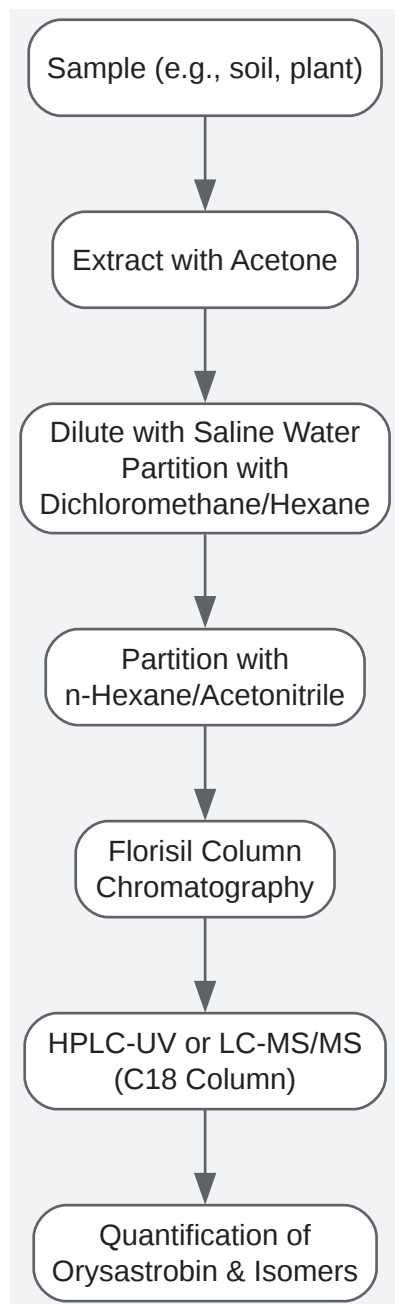 Sample (e.g., soil, plant)
Extract with Acetone
Dilute with Saline Water
Partition with
Dichloromethane/Hexane
Partition with
n-Hexane/Acetonitrile
Florisil Column
Chromatography
HPLC-UV or LC-MS/MS
(C18 Column)
Quantification of
Orysastrobin & Isomers